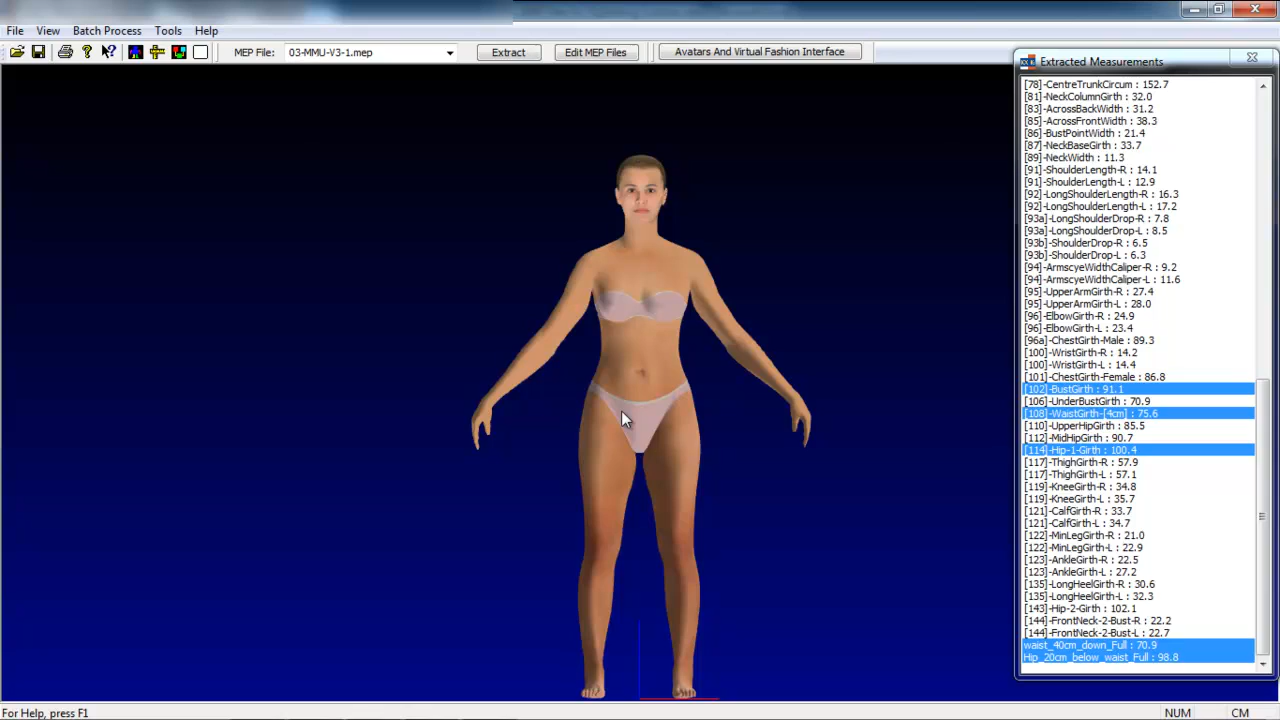 File View Batch Process Tools Help
MEP File: 03-MMU-V3-1.mep Extract Edit MEP Files Avatars And Virtual Fashion Interface
Extracted Measurements
[78]-CentreTrunkCircum : 152.7
[81]-NeckColumnGirth : 32.0
[83]-AcrossBackWidth : 31.2
[85]-AcrossFrontWidth : 38.3
[86]-BustPointWidth : 21.4
[87]-NeckBaseGirth : 33.7
[89]-NeckWidth : 11.3
[91]-ShoulderLength-R : 14.1
[91]-ShoulderLength-L : 12.9
[92]-LongShoulderLength-R : 16.3
[92]-LongShoulderLength-L : 17.2
[93a]-LongShoulderDrop-R : 7.8
[93a]-LongShoulderDrop-L : 8.5
[93b]-ShoulderDrop-R : 6.5
[93b]-ShoulderDrop-L : 6.3
[94]-ArmscyeWidthCaliper-R : 9.2
[94]-ArmscyeWidthCaliper-L : 11.6
[95]-UpperArmGirth-R : 27.4
[95]-UpperArmGirth-L : 28.0
[96]-ElbowGirth-R : 24.9
[96]-ElbowGirth-L : 23.4
[96a]-ChestGirth-Male : 89.3
[100]-WristGirth-R : 14.2
[100]-WristGirth-L : 14.4
[101]-ChestGirth-Female : 86.8
[102]-BustGirth : 91.1
[106]-UnderBustGirth : 70.9
[108]-WaistGirth-[4cm] : 75.6
[110]-UpperHipGirth : 85.5
[112]-MidHipGirth : 90.7
[114]-Hip-1-Girth : 100.4
[117]-ThighGirth-R : 57.9
[117]-ThighGirth-L : 57.1
[119]-KneeGirth-R : 34.8
[119]-KneeGirth-L : 35.7
[121]-CalfGirth-R : 33.7
[121]-CalfGirth-L : 34.7
[122]-MinLegGirth-R : 21.0
[122]-MinLegGirth-L : 22.9
[123]-AnkleGirth-R : 22.5
[123]-AnkleGirth-L : 27.2
[135]-LongHeelGirth-R : 30.6
[135]-LongHeelGirth-L : 32.3
[143]-Hip-2-Girth : 102.1
[144]-FrontNeck-2-Bust-R : 22.2
[144]-FrontNeck-2-Bust-L : 22.7
waist_40cm_down_Full : 70.9
Hip_20cm_below_waist_Full : 98.8
For Help, press F1 NUM CM